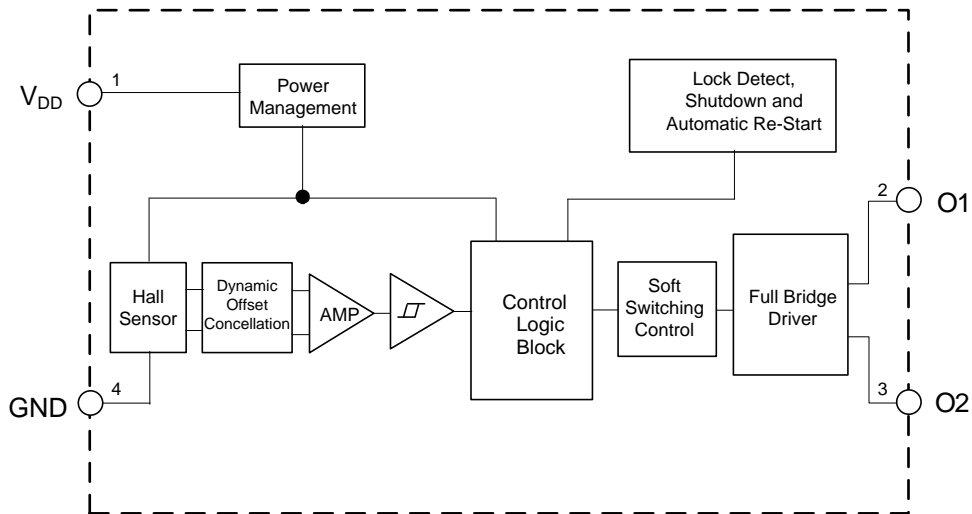 1
Power
Management
V_DD
Lock Detect,
Shutdown and
Automatic Re-Start
2
O1
Hall
Sensor
Dynamic
Offset
Concellation
AMP
Control
Logic
Block
Soft
Switching
Control
Full Bridge
Driver
4
GND
3
O2